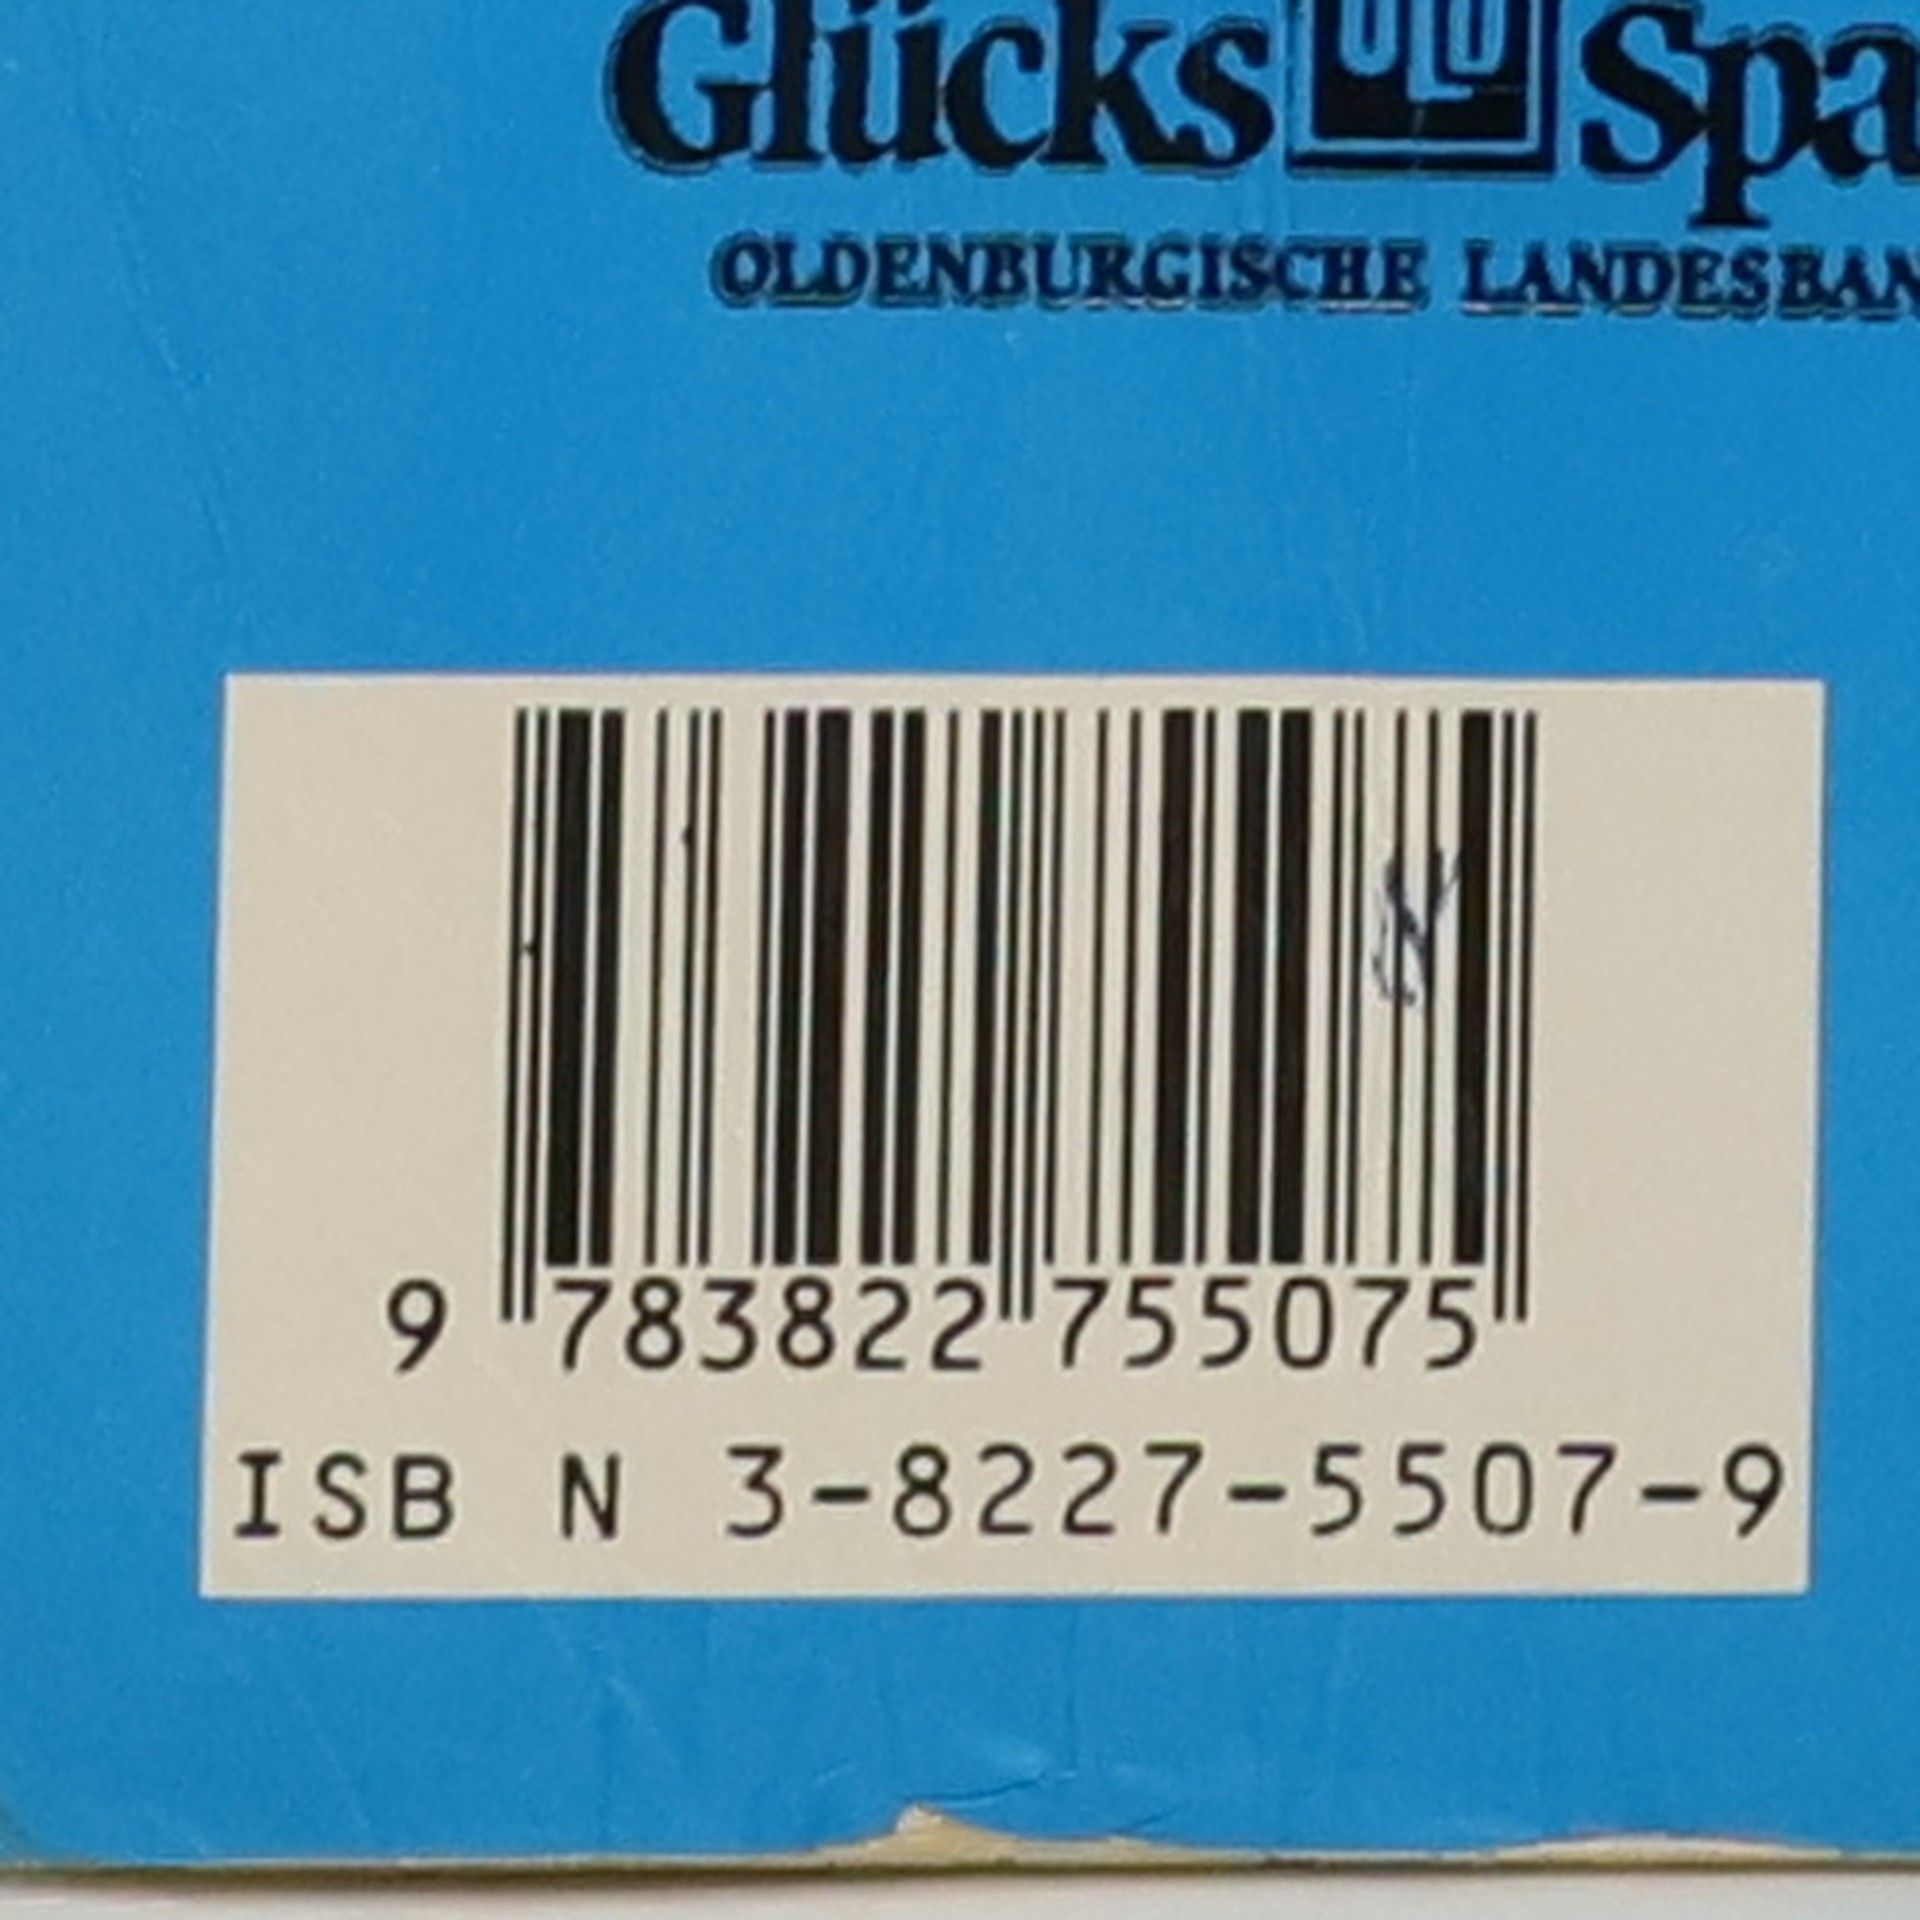 Glücks Spa
OLDENBURGISCHE LANDESBAN
9 783822 755075
ISB N 3-8227-5507-9